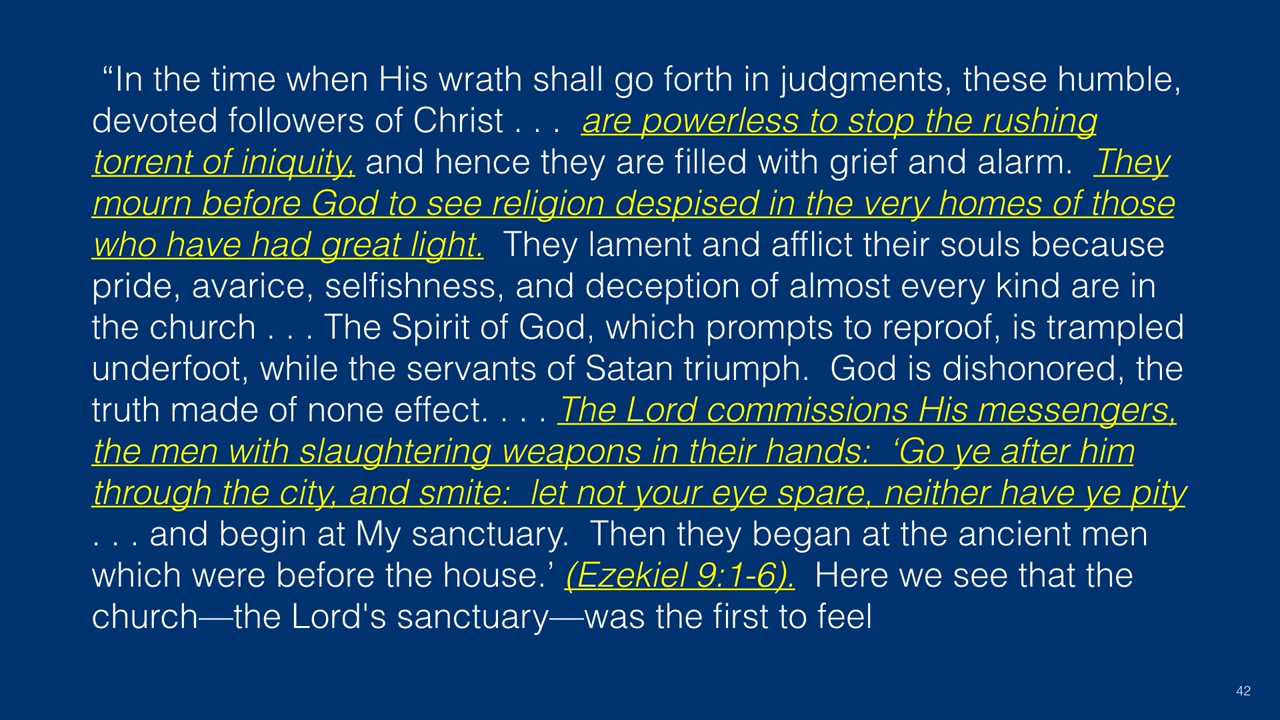 “In the time when His wrath shall go forth in judgments, these humble,
devoted followers of Christ . . .  are powerless to stop the rushing
torrent of iniquity, and hence they are filled with grief and alarm.  They
mourn before God to see religion despised in the very homes of those
who have had great light.  They lament and afflict their souls because
pride, avarice, selfishness, and deception of almost every kind are in
the church . . . The Spirit of God, which prompts to reproof, is trampled
underfoot, while the servants of Satan triumph.  God is dishonored, the
truth made of none effect. . . . The Lord commissions His messengers,
the men with slaughtering weapons in their hands:  ‘Go ye after him
through the city, and smite:  let not your eye spare, neither have ye pity
. . . and begin at My sanctuary.  Then they began at the ancient men
which were before the house.’ (Ezekiel 9:1-6).  Here we see that the
church—the Lord's sanctuary—was the first to feel
42